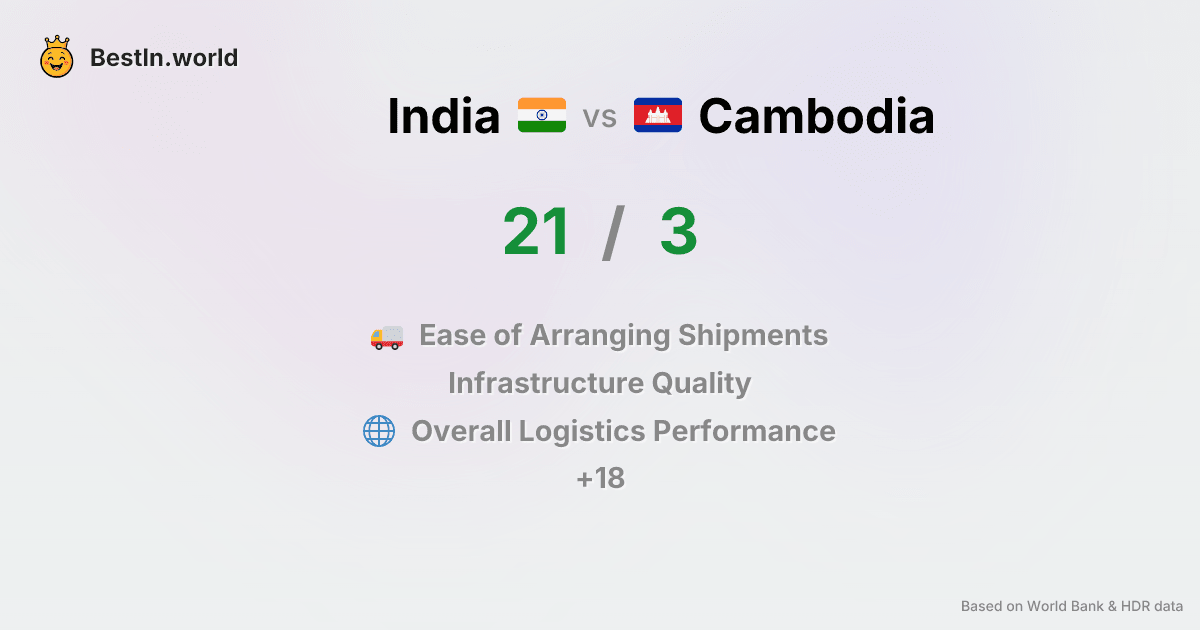 BestIn.world
India vs Cambodia
21 / 3
Ease of Arranging Shipments
Infrastructure Quality
Overall Logistics Performance
+18
Based on World Bank & HDR data